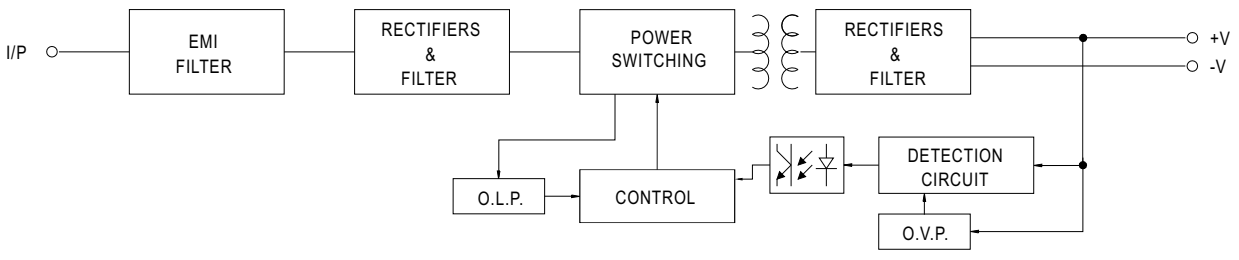 I/P
EMI
FILTER
RECTIFIERS
&
FILTER
POWER
SWITCHING
RECTIFIERS
&
FILTER
+V
-V
O.L.P.
CONTROL
DETECTION
CIRCUIT
O.V.P.